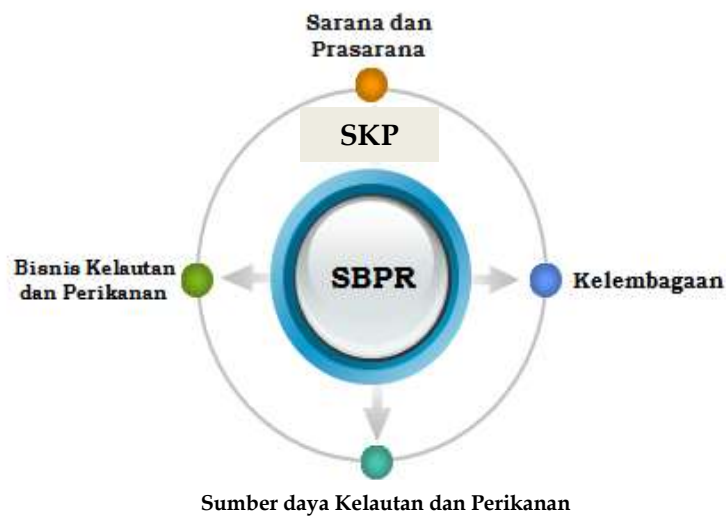 Sarana dan
Prasarana
SKP
Bisnis Kelautan
dan Perikanan
SBPR
Kelembagaan
Sumber daya Kelautan dan Perikanan